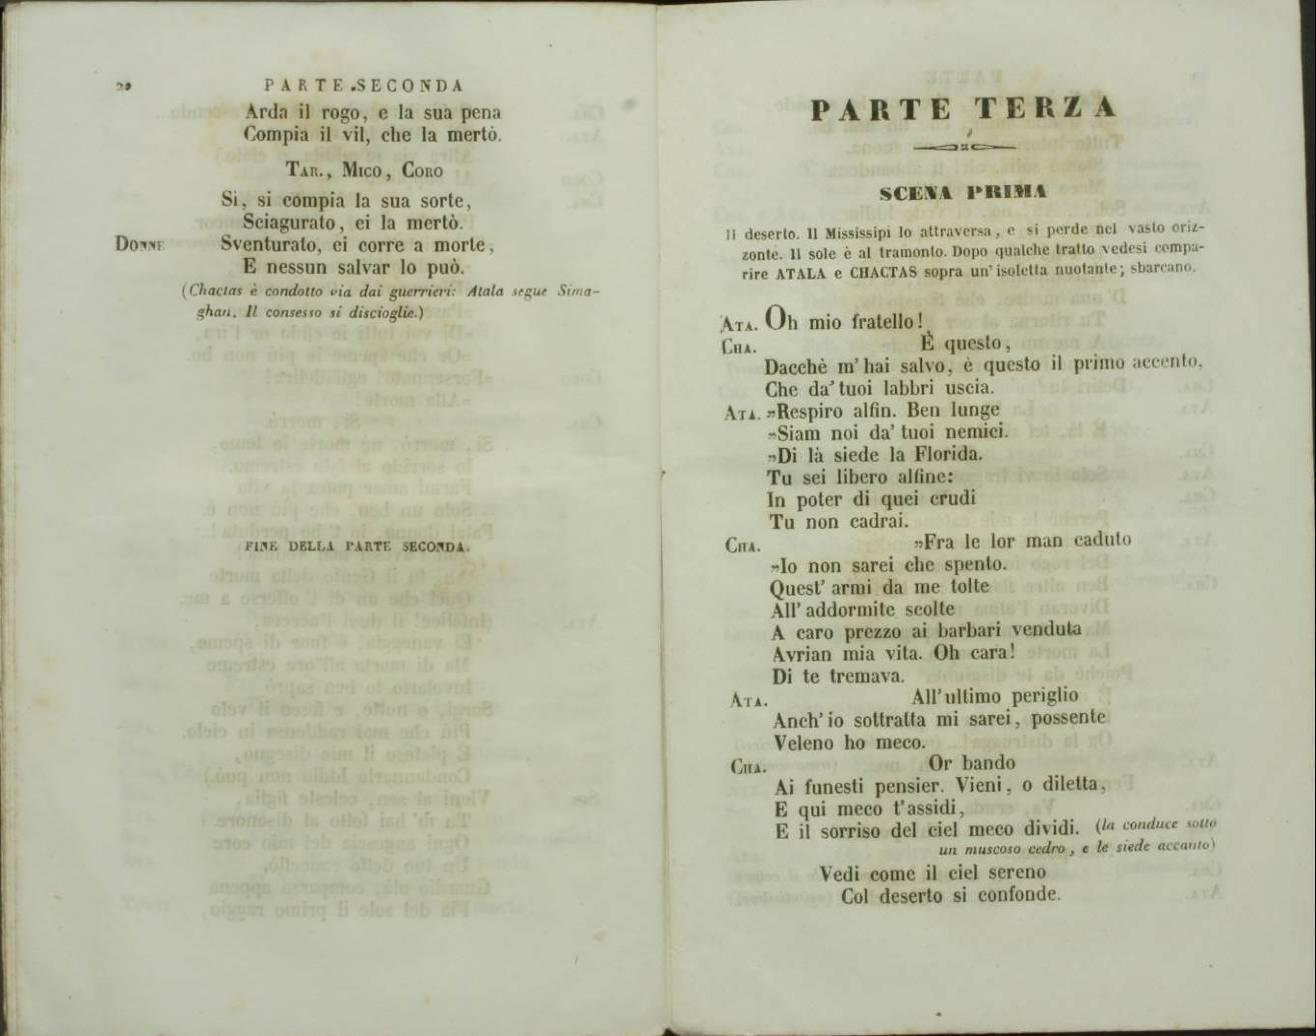 PARTE SECONDA
Arda il rogo, e la sua pena
Compia il vil, che la mertò.
TAR., MICO, CORO
Si, si compia la sua sorte,
Sciagurato, ei la mertò.
DONNE Sventurato, ei corre a morte,
E nessun salvar lo può.
(Chactas è condotto via dai guerrieri: Atala segue Sima-
ghan. Il consesso si discioglie.)
FINE DELLA PARTE SECONDA.
PARTE TERZA
SCENA PRIMA
Il deserto. Il Mississipi lo attraversa, e si perde nel vasto oriz-
zonte. Il sole è al tramonto. Dopo qualche tratto vedesi compa-
rire ATALA e CHACTAS sopra un' isoletta nuotante; sbarcano.
ATA. Oh mio fratello!
CHA. È questo,
Dacchè m' hai salvo, è questo il primo accento,
Che da' tuoi labbri uscia.
ATA. »Respiro alfin. Ben lunge
»Siam noi da' tuoi nemici.
»Di là siede la Florida.
Tu sei libero alfine:
In poter di quei crudi
Tu non cadrai.
CHA. »Fra le lor man caduto
»Io non sarei che spento.
Quest' armi da me tolte
All' addormite scolte
A caro prezzo ai barbari venduta
Avrian mia vita. Oh cara!
Di te tremava.
ATA. All' ultimo periglio
Anch' io sottratta mi sarei, possente
Veleno ho meco.
CHA. Or bando
Ai funesti pensier. Vieni, o diletta,
E qui meco t' assidi,
E il sorriso del ciel meco dividi. (la conduce sotto
un muscoso cedro, e le siede accanto)
Vedi come il ciel sereno
Col deserto si confonde.